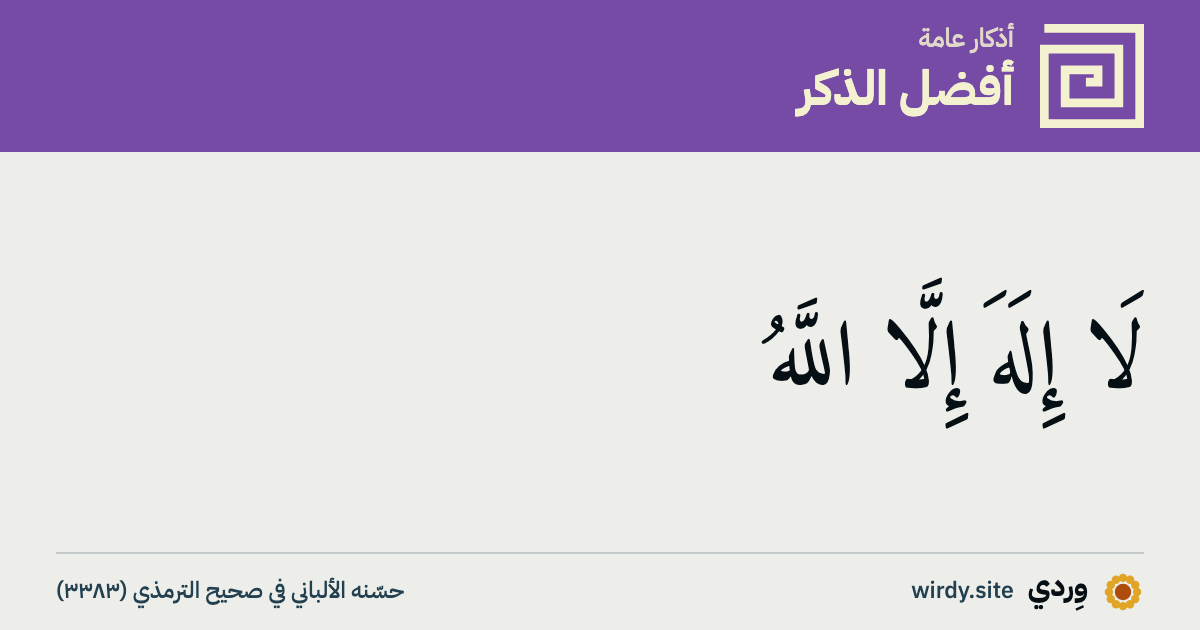 أذكار عامة
أفضل الذكر
لَا إِلَهَ َ إِلَّا اللَّهُ
وِردي wirdy.site
حسّنه الألباني في صحيح الترمذي (٣٣٨٣)